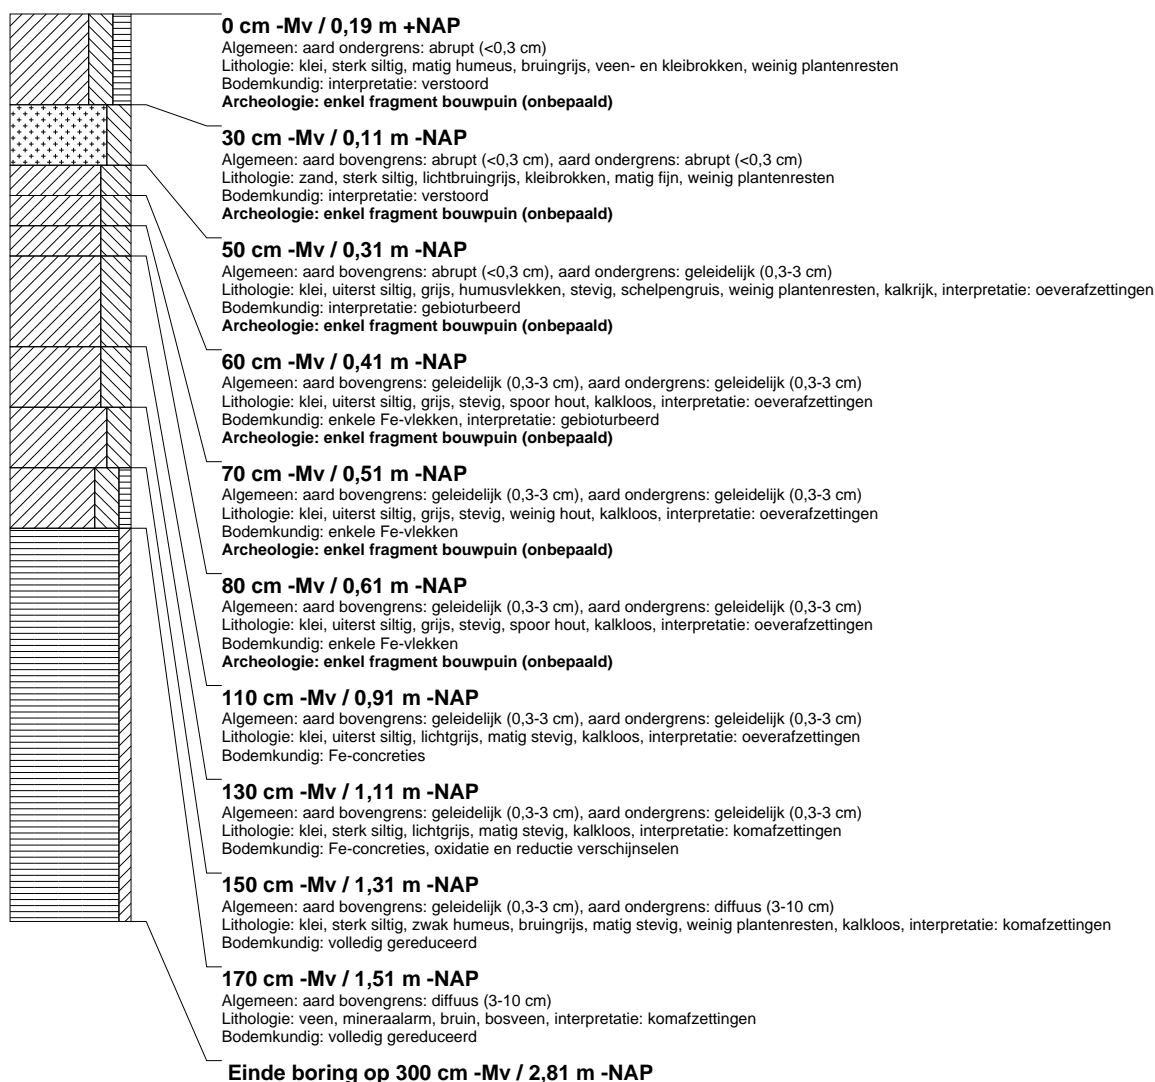 0 cm -Mv / 0,19 m +NAP
Algemeen: aard ondergrens: abrupt (<0,3 cm)
Lithologie: klei, sterk siltig, matig humeus, bruingrijs, veen- en kleibrokken, weinig plantenresten
Bodemkundig: interpretatie: verstoord
Archeologie: enkel fragment bouwpuin (onbepaald)
30 cm -Mv / 0,11 m -NAP
Algemeen: aard bovengrens: abrupt (<0,3 cm), aard ondergrens: abrupt (<0,3 cm)
Lithologie: zand, sterk siltig, lichtbruingrijs, kleibrokken, matig fijn, weinig plantenresten
Bodemkundig: interpretatie: verstoord
Archeologie: enkel fragment bouwpuin (onbepaald)
50 cm -Mv / 0,31 m -NAP
Algemeen: aard bovengrens: abrupt (<0,3 cm), aard ondergrens: geleidelijk (0,3-3 cm)
Lithologie: klei, uiterst siltig, grijs, humusvlekken, stevig, schelpengruis, weinig plantenresten, kalkrijk, interpretatie: oeverafzettingen
Bodemkundig: interpretatie: gebioturbeerd
Archeologie: enkel fragment bouwpuin (onbepaald)
60 cm -Mv / 0,41 m -NAP
Algemeen: aard bovengrens: geleidelijk (0,3-3 cm), aard ondergrens: geleidelijk (0,3-3 cm)
Lithologie: klei, uiterst siltig, grijs, stevig, spoor hout, kalkloos, interpretatie: oeverafzettingen
Bodemkundig: enkele Fe-vlekken, interpretatie: gebioturbeerd
Archeologie: enkel fragment bouwpuin (onbepaald)
70 cm -Mv / 0,51 m -NAP
Algemeen: aard bovengrens: geleidelijk (0,3-3 cm), aard ondergrens: geleidelijk (0,3-3 cm)
Lithologie: klei, uiterst siltig, grijs, stevig, weinig hout, kalkloos, interpretatie: oeverafzettingen
Bodemkundig: enkele Fe-vlekken
Archeologie: enkel fragment bouwpuin (onbepaald)
80 cm -Mv / 0,61 m -NAP
Algemeen: aard bovengrens: geleidelijk (0,3-3 cm), aard ondergrens: geleidelijk (0,3-3 cm)
Lithologie: klei, uiterst siltig, grijs, stevig, spoor hout, kalkloos, interpretatie: oeverafzettingen
Bodemkundig: enkele Fe-vlekken
Archeologie: enkel fragment bouwpuin (onbepaald)
110 cm -Mv / 0,91 m -NAP
Algemeen: aard bovengrens: geleidelijk (0,3-3 cm), aard ondergrens: geleidelijk (0,3-3 cm)
Lithologie: klei, uiterst siltig, lichtgrijs, matig stevig, kalkloos, interpretatie: oeverafzettingen
Bodemkundig: Fe-concreties
130 cm -Mv / 1,11 m -NAP
Algemeen: aard bovengrens: geleidelijk (0,3-3 cm), aard ondergrens: geleidelijk (0,3-3 cm)
Lithologie: klei, sterk siltig, lichtgrijs, matig stevig, kalkloos, interpretatie: komafzettingen
Bodemkundig: Fe-concreties, oxidatie en reductie verschijnselen
150 cm -Mv / 1,31 m -NAP
Algemeen: aard bovengrens: geleidelijk (0,3-3 cm), aard ondergrens: diffuus (3-10 cm)
Lithologie: klei, sterk siltig, zwak humeus, bruingrijs, matig stevig, weinig plantenresten, kalkloos, interpretatie: komafzettingen
Bodemkundig: volledig gereduceerd
170 cm -Mv / 1,51 m -NAP
Algemeen: aard bovengrens: diffuus (3-10 cm)
Lithologie: veen, mineraalarm, bruin, bosveen, interpretatie: komafzettingen
Bodemkundig: volledig gereduceerd
Einde boring op 300 cm -Mv / 2,81 m -NAP